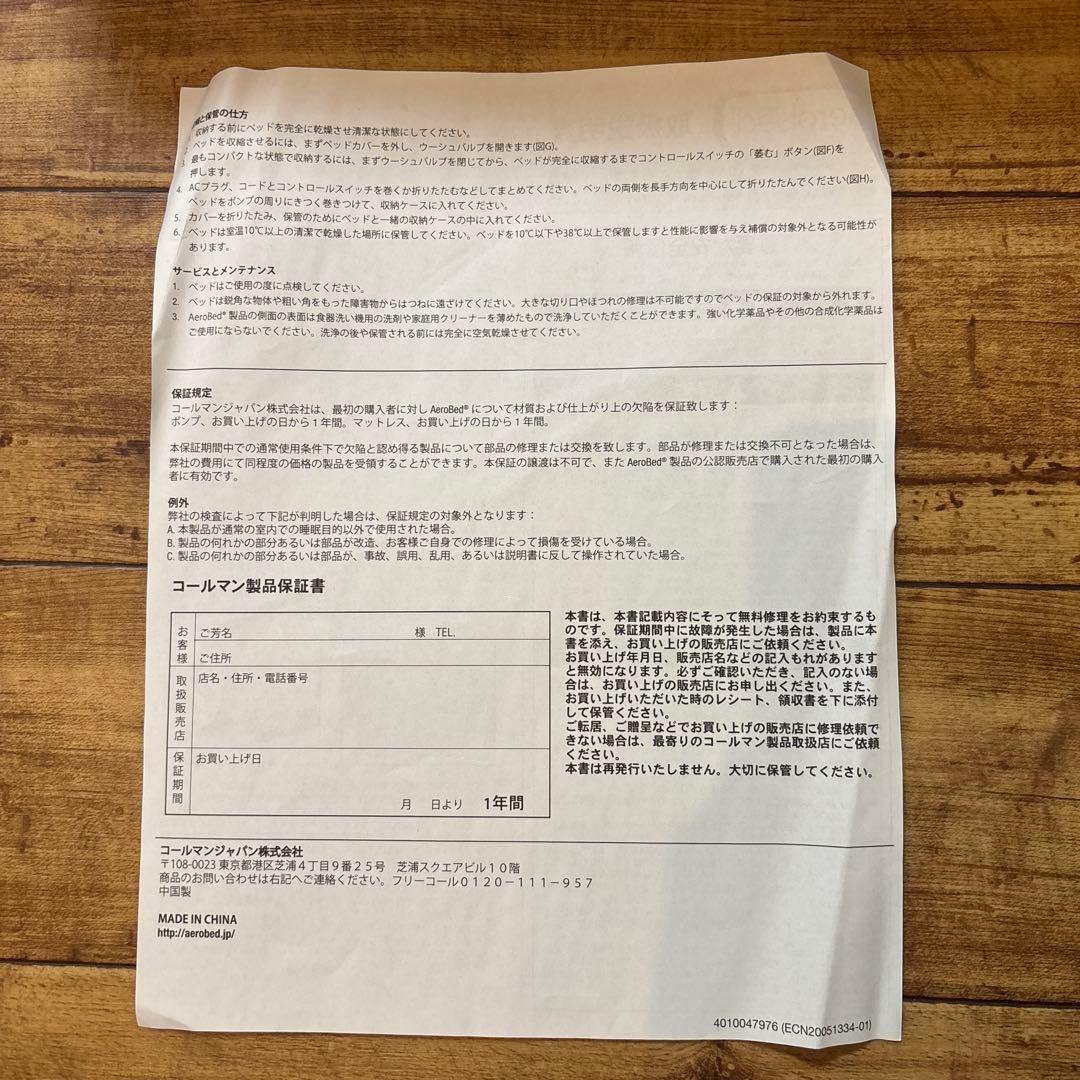 と保管の仕方
収納する前にベッドを完全に乾燥させ清潔な状態にしてください。
ベッドを収縮させるには、まずベッドカバーを外し、ウーシュバルブを開きます(図G)。
最もコンパクトな状態で収納するには、まずウーシュバルブを閉じてから、ベッドが完全に収縮するまでコントロールスイッチの「萎む」ボタン(図F)を
押します。
4. ACプラグ、コードとコントロールスイッチを巻くか折りたたむなどしてまとめてください。ベッドの両側を長手方向を中心にして折りたたんでください(図H)。
ベッドをポンプの周りにきつく巻きつけて、収納ケースに入れてください。
5. カバーを折りたたみ、保管のためにベッドと一緒の収納ケースの中に入れてください。
6. ベッドは室温10℃以上の清潔で乾燥した場所に保管してください。ベッドを10℃以下や38℃以上で保管しますと性能に影響を与え補償の対象外となる可能性が
あります。
サービスとメンテナンス
1. ベッドはご使用の度に点検してください。
2. ベッドは鋭角な物体や粗い角をもった障害物からはつねに遠ざけてください。大きな切り口やほつれの修理は不可能ですのでベッドの保証の対象から外れます。
3. AeroBed® 製品の側面の表面は食器洗い機用の洗剤や家庭用クリーナーを薄めたもので洗浄していただくことができます。強い化学薬品やその他の合成化学薬品は
ご使用にならないでください。洗浄の後や保管される前には完全に空気乾燥させてください。
保証規定
コールマンジャパン株式会社は、最初の購入者に対し AeroBed® について材質および仕上がり上の欠陥を保証致します：
ポンプ、お買い上げの日から１年間。マットレス、お買い上げの日から１年間。
本保証期間中での通常使用条件下で欠陥と認め得る製品について部品の修理または交換を致します。部品が修理または交換不可となった場合は、
弊社の費用にて同程度の価格の製品を受領することができます。本保証の譲渡は不可で、また AeroBed® 製品の公認販売店で購入された最初の購入
者に有効です。
例外
弊社の検査によって下記が判明した場合は、保証規定の対象外となります：
A. 本製品が通常の室内での睡眠目的以外で使用された場合。
B. 製品の何れかの部分あるいは部品が改造、お客様ご自身での修理によって損傷を受けている場合。
C. 製品の何れかの部分あるいは部品が、事故、誤用、乱用、あるいは説明書に反して操作されていた場合。
コールマン製品保証書
お客様
ご芳名 様 TEL.
ご住所
取扱販売店
店名・住所・電話番号
保証期間
お買い上げ日
月 日より 1年間
本書は、本書記載内容にそって無料修理をお約束するも
のです。保証期間中に故障が発生した場合は、製品に本
書を添え、お買い上げの販売店にご依頼ください。
お買い上げ年月日、販売店名などの記入もれがあります
と無効になります。必ずご確認いただき、記入のない場
合は、お買い上げの販売店にお申し出ください。また、
お買い上げいただいた時のレシート、領収書を下に添付
して保管ください。
ご転居、ご贈呈などでお買い上げの販売店に修理依頼で
きない場合は、最寄りのコールマン製品取扱店にご依頼
ください。
本書は再発行いたしません。大切に保管してください。
コールマンジャパン株式会社
〒108-0023 東京都港区芝浦４丁目９番２５号 芝浦スクエアビル１０階
商品のお問い合わせは右記へご連絡ください。フリーコール０１２０－１１１－９５７
中国製
MADE IN CHINA
http://aerobed.jp/
4010047976 (ECN20051334-01)